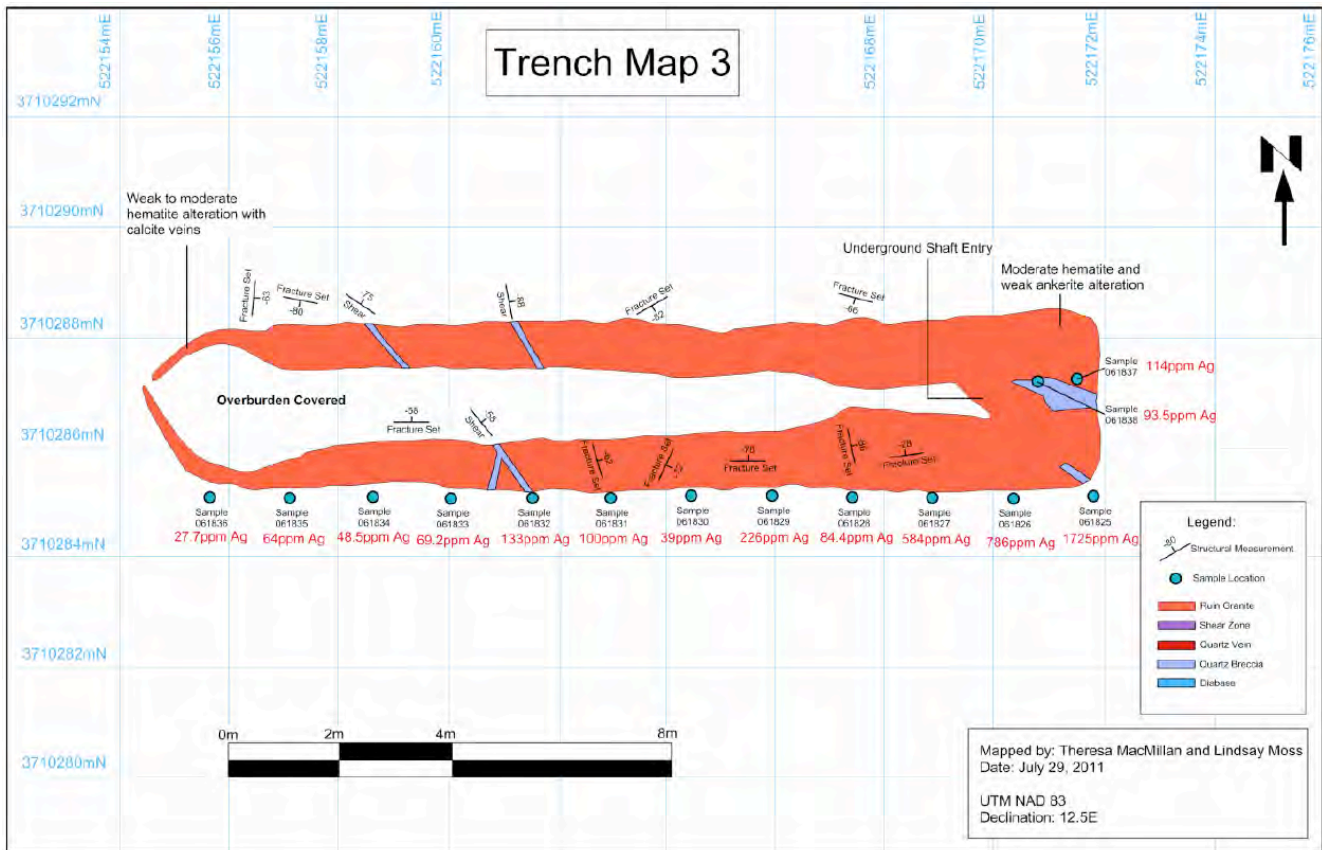 522154mE
522156mE
522158mE
522160mE
522168mE
522170mE
522172mE
522174mE
522176mE
Trench Map 3
3710292mN
3710290mN
3710288mN
3710286mN
3710284mN
3710282mN
3710280mN
N
Weak to moderate
hematite alteration with
calcite veins
Underground Shaft Entry
Moderate hematite and
weak ankerite alteration
Fracture Set
-63
Fracture Set
-80
-75
Shear
-88
Shear
Fracture Set
-82
Fracture Set
-66
Overburden Covered
-58
Fracture Set
-55
Shear
-62
Fracture Set
Fracture Set
-72
-76
Fracture Set
-86
Fracture Set
-28
Fracture Set
Sample
061837
114ppm Ag
Sample
061838
93.5ppm Ag
Sample
061836
27.7ppm Ag
Sample
061835
64ppm Ag
Sample
061834
48.5ppm Ag
Sample
061833
69.2ppm Ag
Sample
061832
133ppm Ag
Sample
061831
100ppm Ag
Sample
061830
39ppm Ag
Sample
061829
226ppm Ag
Sample
061828
84.4ppm Ag
Sample
061827
584ppm Ag
Sample
061826
786ppm Ag
Sample
061825
1725ppm Ag
Legend:
-80
Structural Measurement
Sample Location
Ruin Granite
Shear Zone
Quartz Vein
Quartz Breccia
Diabase
0m
2m
4m
8m
Mapped by: Theresa MacMillan and Lindsay Moss
Date: July 29, 2011
UTM NAD 83
Declination: 12.5E